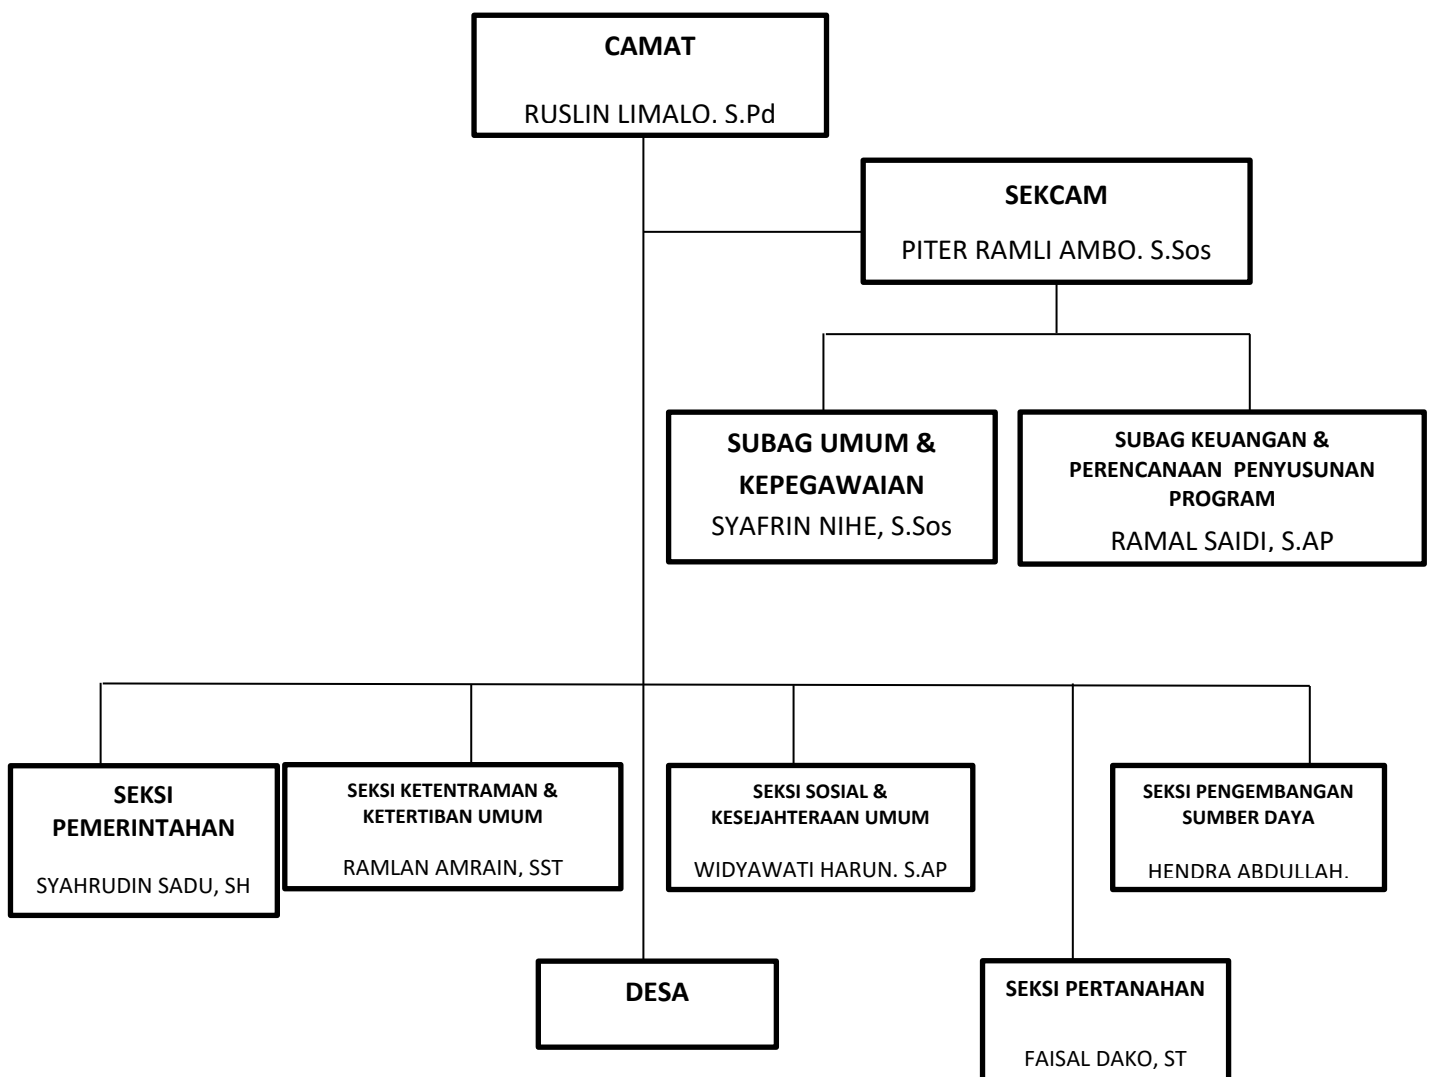 CAMAT
RUSLIN LIMALO. S.Pd
SEKCAM
PITER RAMLI AMBO. S.Sos
SUBAG UMUM &
KEPEGAWAIAN
SYAFRIN NIHE, S.Sos
SUBAG KEUANGAN &
PERENCANAAN PENYUSUNAN
PROGRAM
RAMAL SAIDI, S.AP
SEKSI
PEMERINTAHAN
SYAHRUDIN SADU, SH
SEKSI KETENTRAMAN &
KETERTIBAN UMUM
RAMLAN AMRAIN, SST
SEKSI SOSIAL &
KESEJAHTERAAN UMUM
WIDYAWATI HARUN. S.AP
SEKSI PENGEMBANGAN
SUMBER DAYA
HENDRA ABDULLAH.
DESA
SEKSI PERTANAHAN
FAISAL DAKO, ST